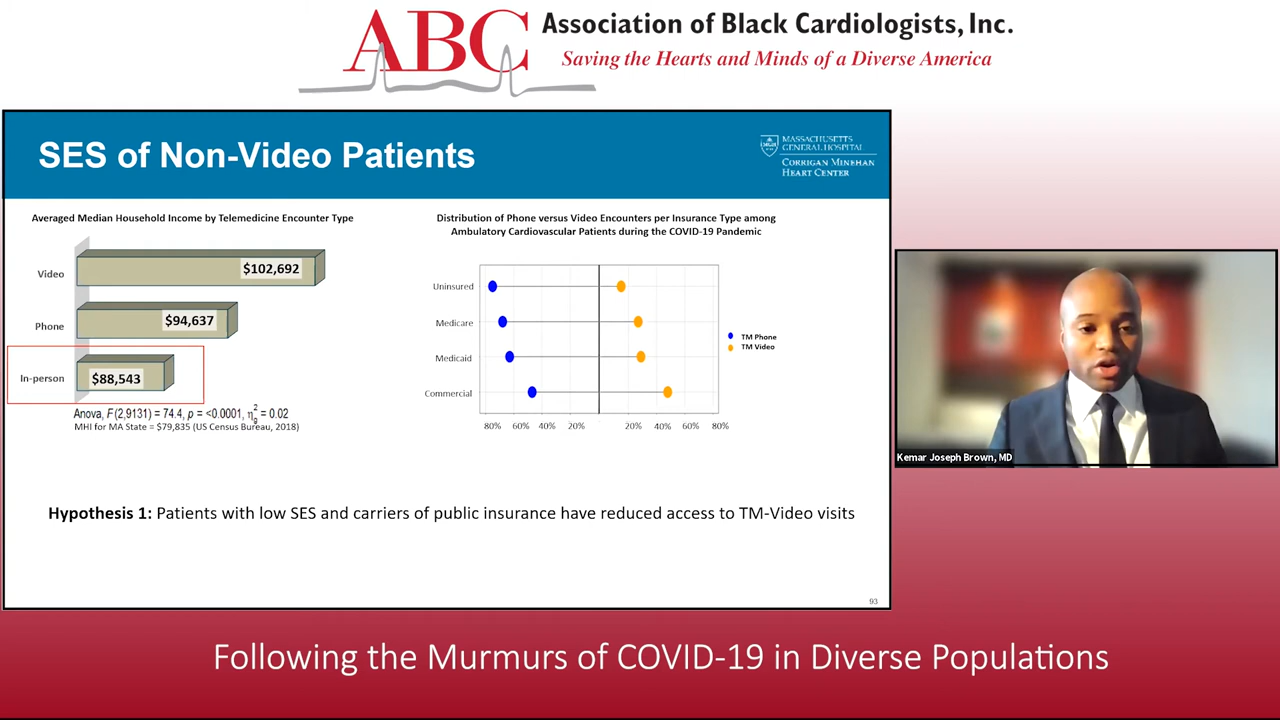 ABC
Association of Black Cardiologists, Inc.
Saving the Hearts and Minds of a Diverse America
SES of Non-Video Patients
MGH
MASSACHUSETTS
GENERAL HOSPITAL
CORRIGAN MINEHAN
HEART CENTER
Averaged Median Household Income by Telemedicine Encounter Type
Video
$102,692
Phone
$94,637
In-person
$88,543
Anova, F(2,9131) = 74.4, p = <0.0001, η²g = 0.02
MHI for MA State = $79,835 (US Census Bureau, 2018)
Distribution of Phone versus Video Encounters per Insurance Type among
Ambulatory Cardiovascular Patients during the COVID-19 Pandemic
Uninsured
Medicare
Medicaid
Commercial
80% 60% 40% 20% 20% 40% 60% 80%
TM Phone
TM Video
Hypothesis 1: Patients with low SES and carriers of public insurance have reduced access to TM-Video visits
93
Kemar Joseph Brown, MD
Following the Murmurs of COVID-19 in Diverse Populations